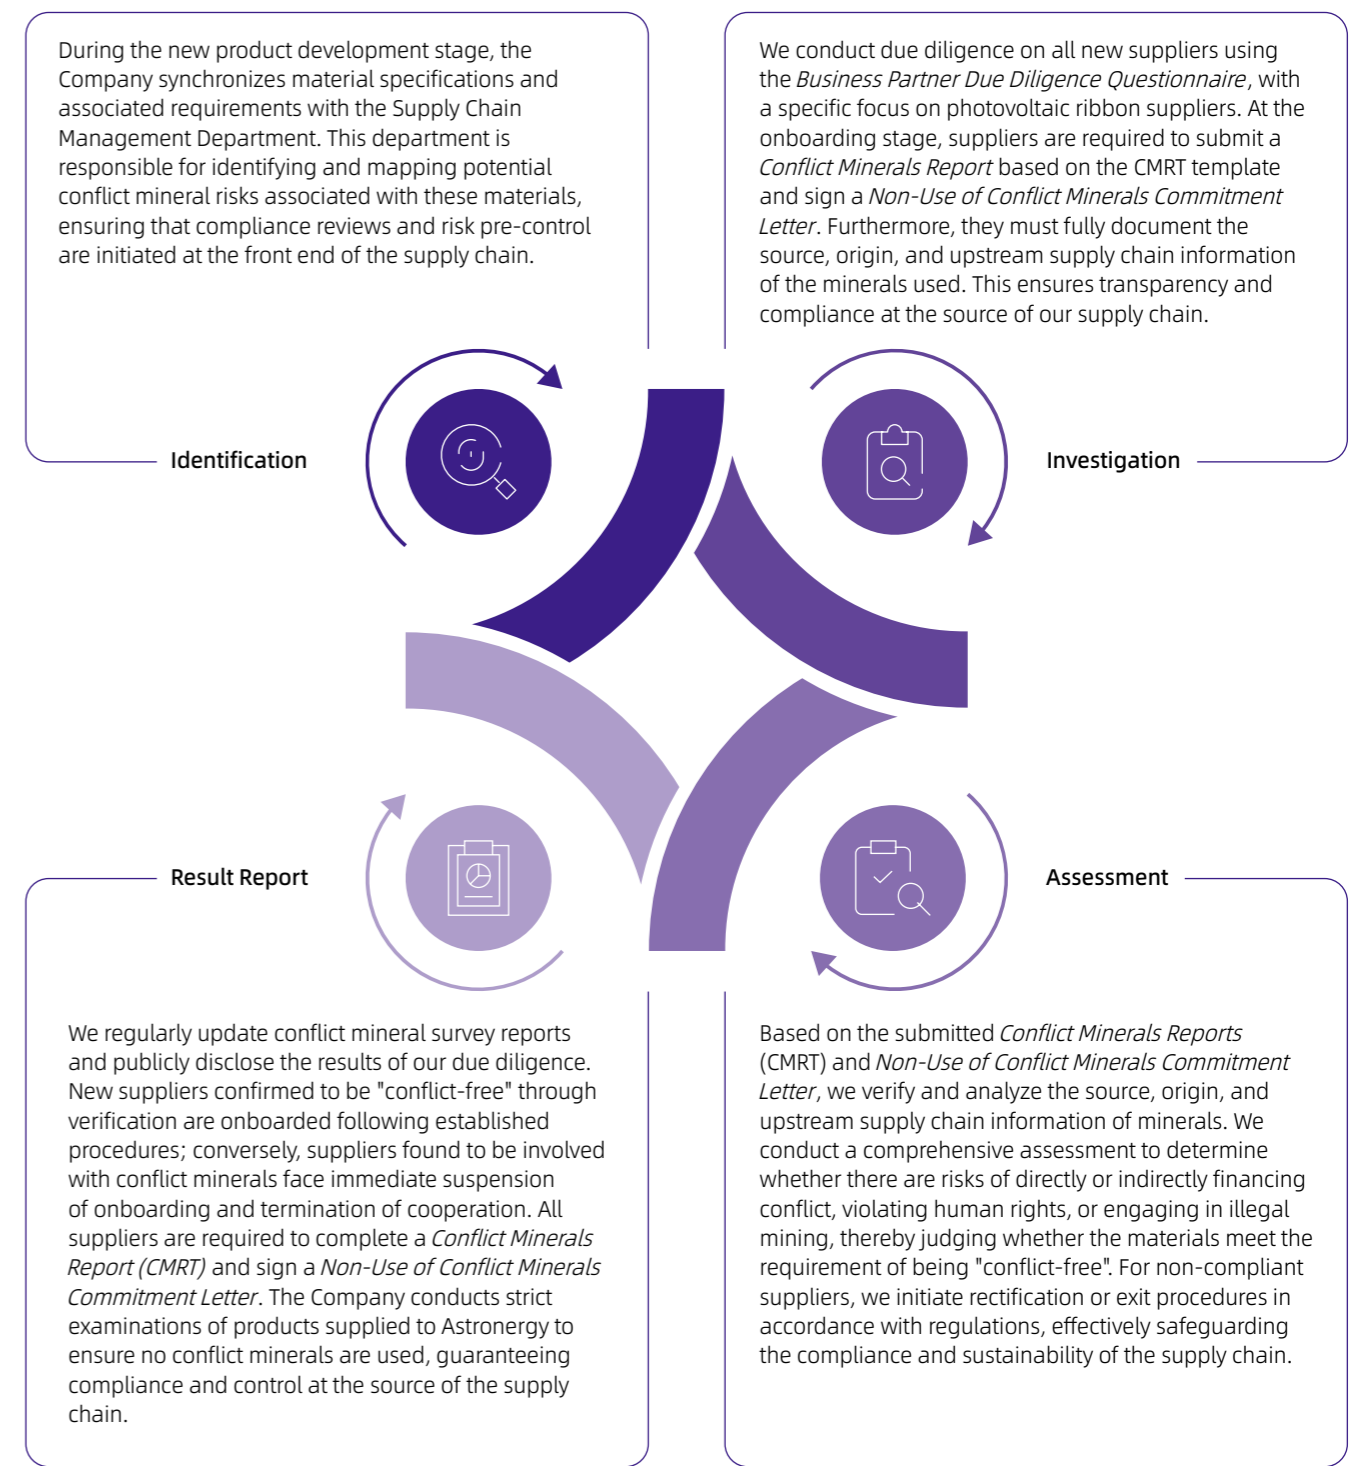 During the new product development stage, the
Company synchronizes material specifications and
associated requirements with the Supply Chain
Management Department. This department is
responsible for identifying and mapping potential
conflict mineral risks associated with these materials,
ensuring that compliance reviews and risk pre-control
are initiated at the front end of the supply chain.
Identification
We conduct due diligence on all new suppliers using
the Business Partner Due Diligence Questionnaire, with
a specific focus on photovoltaic ribbon suppliers. At the
onboarding stage, suppliers are required to submit a
Conflict Minerals Report based on the CMRT template
and sign a Non-Use of Conflict Minerals Commitment
Letter. Furthermore, they must fully document the
source, origin, and upstream supply chain information
of the minerals used. This ensures transparency and
compliance at the source of our supply chain.
Investigation
Result Report
We regularly update conflict mineral survey reports
and publicly disclose the results of our due diligence.
New suppliers confirmed to be "conflict-free" through
verification are onboarded following established
procedures; conversely, suppliers found to be involved
with conflict minerals face immediate suspension
of onboarding and termination of cooperation. All
suppliers are required to complete a Conflict Minerals
Report (CMRT) and sign a Non-Use of Conflict Minerals
Commitment Letter. The Company conducts strict
examinations of products supplied to Astronergy to
ensure no conflict minerals are used, guaranteeing
compliance and control at the source of the supply
chain.
Assessment
Based on the submitted Conflict Minerals Reports
(CMRT) and Non-Use of Conflict Minerals Commitment
Letter, we verify and analyze the source, origin, and
upstream supply chain information of minerals. We
conduct a comprehensive assessment to determine
whether there are risks of directly or indirectly financing
conflict, violating human rights, or engaging in illegal
mining, thereby judging whether the materials meet the
requirement of being "conflict-free". For non-compliant
suppliers, we initiate rectification or exit procedures in
accordance with regulations, effectively safeguarding
the compliance and sustainability of the supply chain.